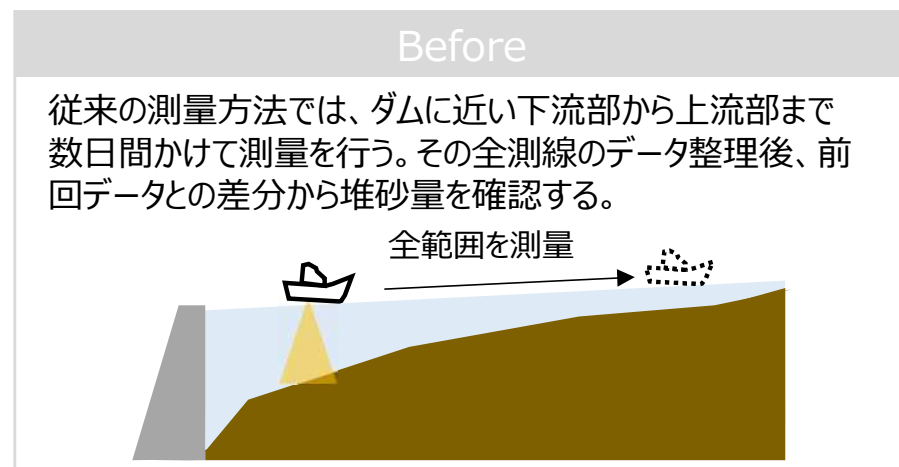 Before
従来の測量方法では、ダムに近い下流部から上流部まで
数日間かけて測量を行う。その全測線のデータ整理後、前
回データとの差分から堆砂量を確認する。
全範囲を測量